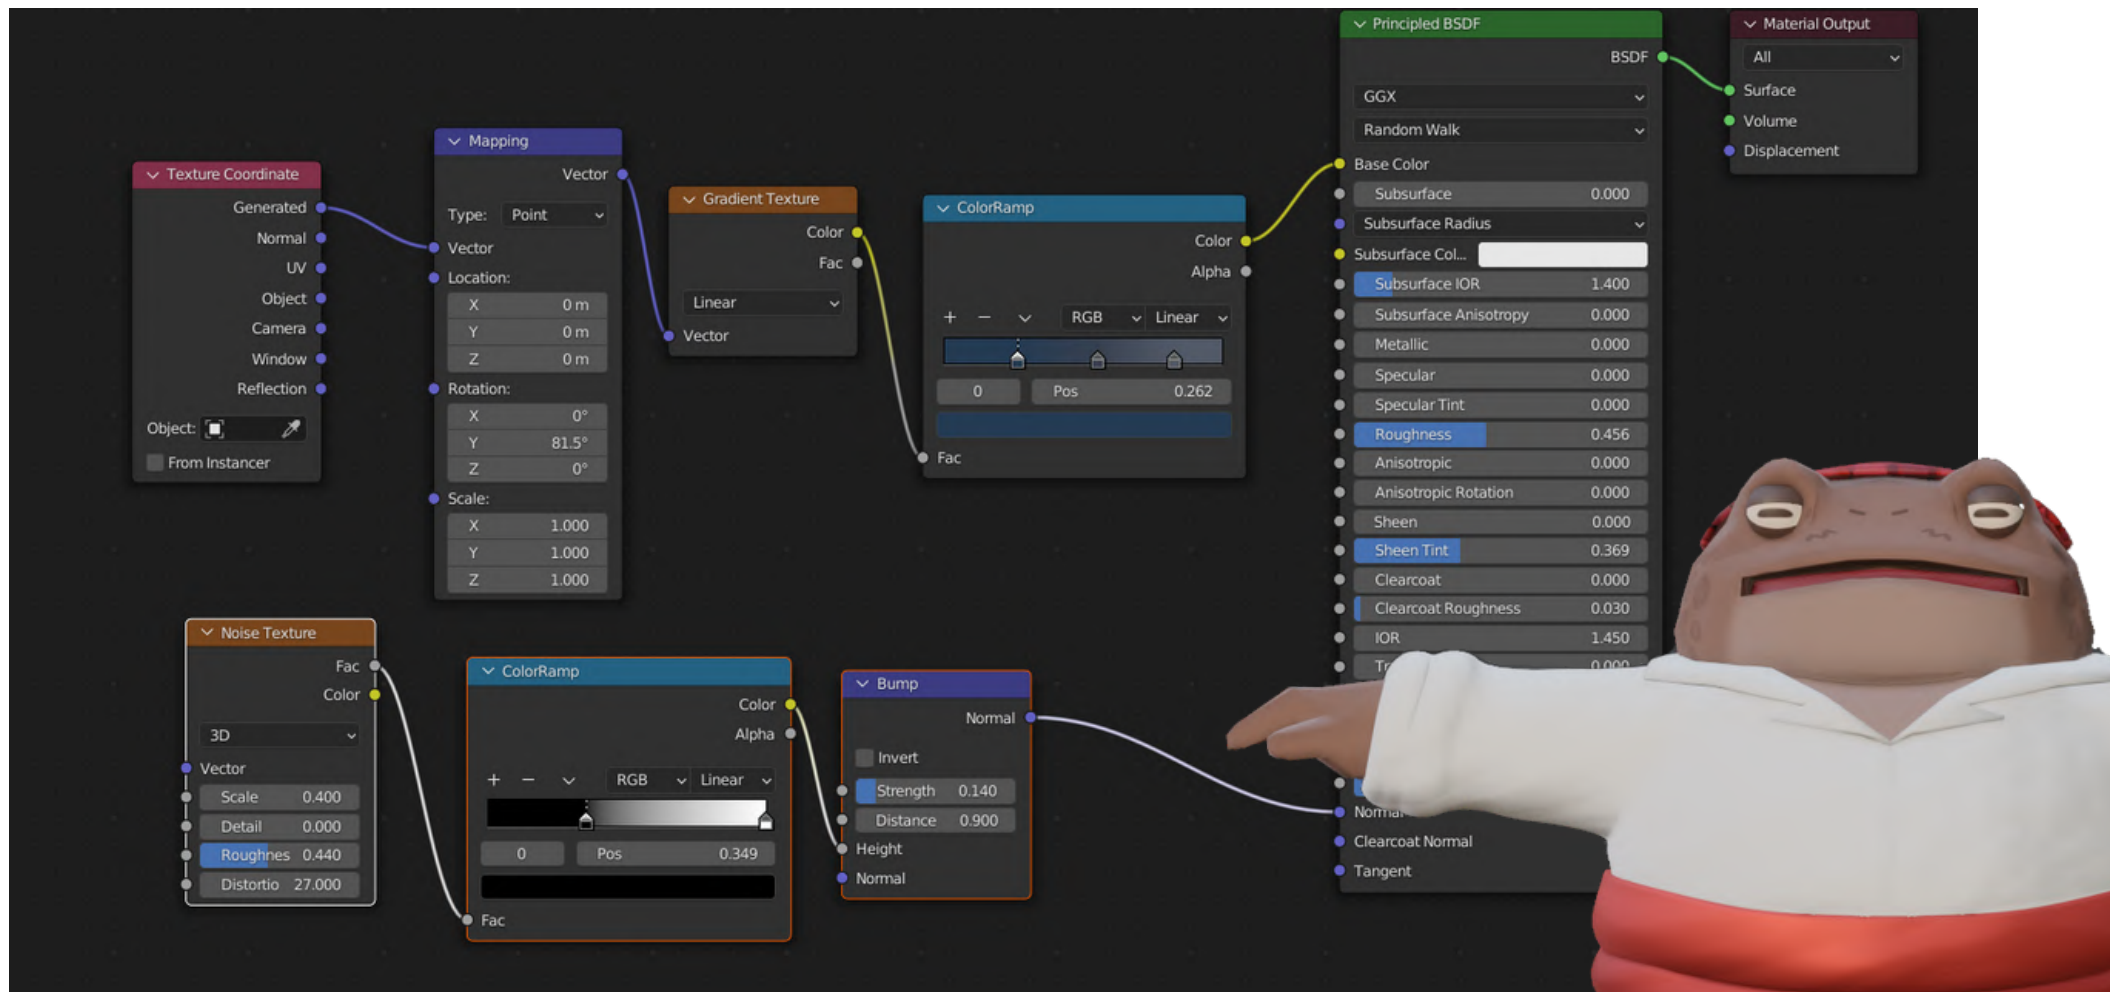 Texture Coordinate
Generated
Normal
UV
Object
Camera
Window
Reflection
Object:
From Instancer
Mapping
Vector
Type: Point
Vector
Location:
X 0 m
Y 0 m
Z 0 m
Rotation:
X 0°
Y 81.5°
Z 0°
Scale:
X 1.000
Y 1.000
Z 1.000
Gradient Texture
Color
Fac
Linear
Vector
ColorRamp
Color
Alpha
+ − RGB Linear
0 Pos 0.262
Fac
Principled BSDF
BSDF
GGX
Random Walk
Base Color
Subsurface 0.000
Subsurface Radius
Subsurface Col...
Subsurface IOR 1.400
Subsurface Anisotropy 0.000
Metallic 0.000
Specular 0.000
Specular Tint 0.000
Roughness 0.456
Anisotropic 0.000
Anisotropic Rotation 0.000
Sheen 0.000
Sheen Tint 0.369
Clearcoat 0.000
Clearcoat Roughness 0.030
IOR 1.450
0.000
Normal
Clearcoat Normal
Tangent
Material Output
All
Surface
Volume
Displacement
Noise Texture
Fac
Color
3D
Vector
Scale 0.400
Detail 0.000
Roughnes 0.440
Distortio 27.000
ColorRamp
Color
Alpha
+ − RGB Linear
0 Pos 0.349
Fac
Bump
Normal
Invert
Strength 0.140
Distance 0.900
Height
Normal